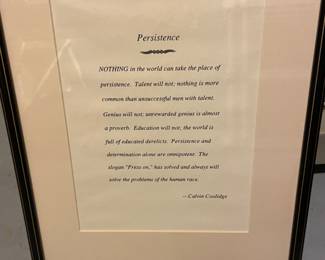 Persistence
NOTHING in the world can take the place of
persistence. Talent will not; nothing is more
common than unsuccessful men with talent.
Genius will not; unrewarded genius is almost
a proverb. Education will not; the world is
full of educated derelicts. Persistence and
determination alone are omnipotent. The
slogan "Press on," has solved and always will
solve the problems of the human race.
—Calvin Coolidge